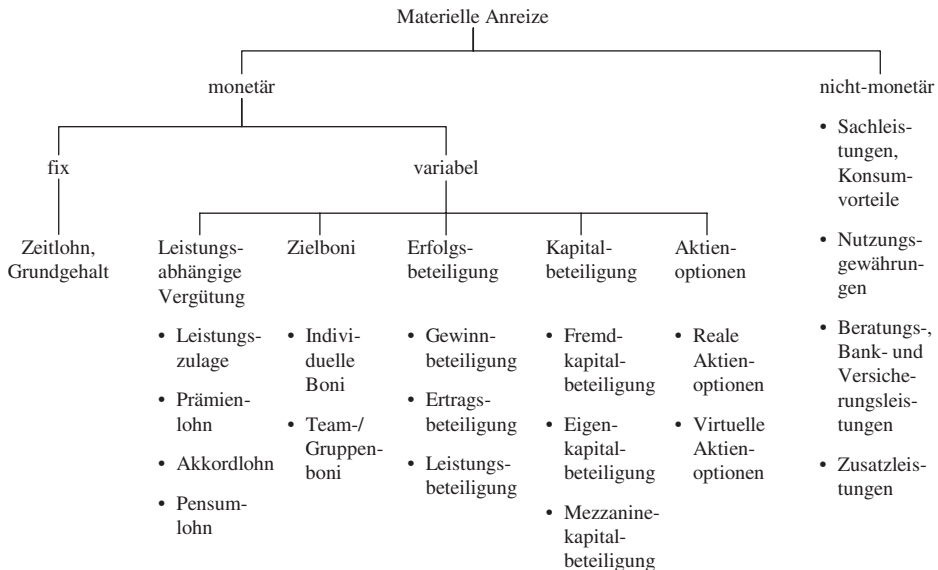 Materielle Anreize
monetär
nicht-monetär
fix
variabel
Zeitlohn,
Grundgehalt
Leistungs-
abhängige
Vergütung
• Leistungs-
zulage
• Prämien-
lohn
• Akkordlohn
• Pensum-
lohn
Zielboni
• Indivi-
duelle
Boni
• Team-/
Gruppen-
boni
Erfolgs-
beteiligung
• Gewinn-
beteiligung
• Ertrags-
beteiligung
• Leistungs-
beteiligung
Kapital-
beteiligung
• Fremd-
kapital-
beteiligung
• Eigen-
kapital-
beteiligung
• Mezzanine-
kapital-
beteiligung
Aktien-
optionen
• Reale
Aktien-
optionen
• Virtuelle
Aktien-
optionen
• Sachleis-
tungen,
Konsum-
vorteile
• Nutzungs-
gewährun-
gen
• Beratungs-,
Bank- und
Versiche-
rungsleis-
tungen
• Zusatzleis-
tungen